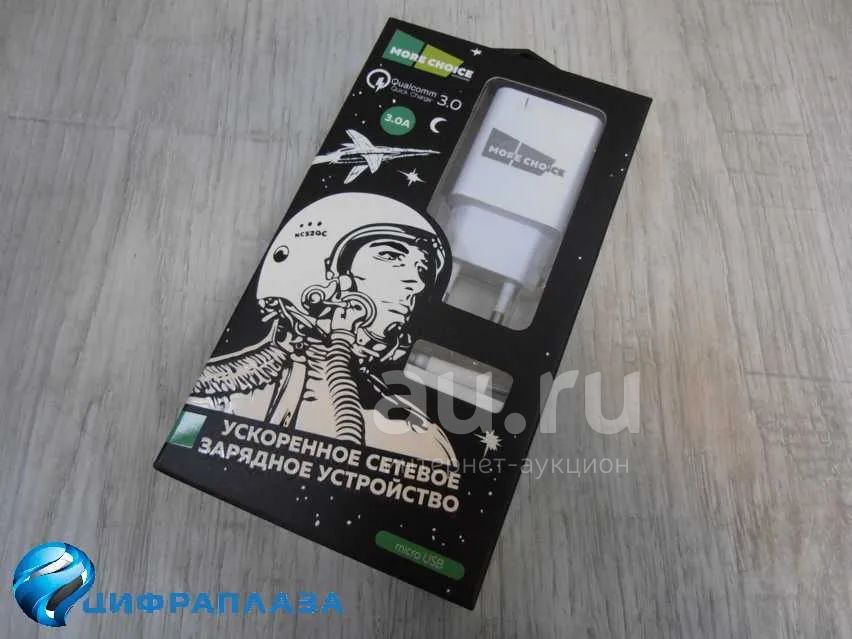 MORE CHOICE
Qualcomm
Quick Charge 3.0
3.0A
MORE CHOICE
NC52QC
УСКОРЕННОЕ СЕТЕВОЕ
ЗАРЯДНОЕ УСТРОЙСТВО
micro USB
au.ru
интернет-аукцион
ЦИФРАПЛАЗА